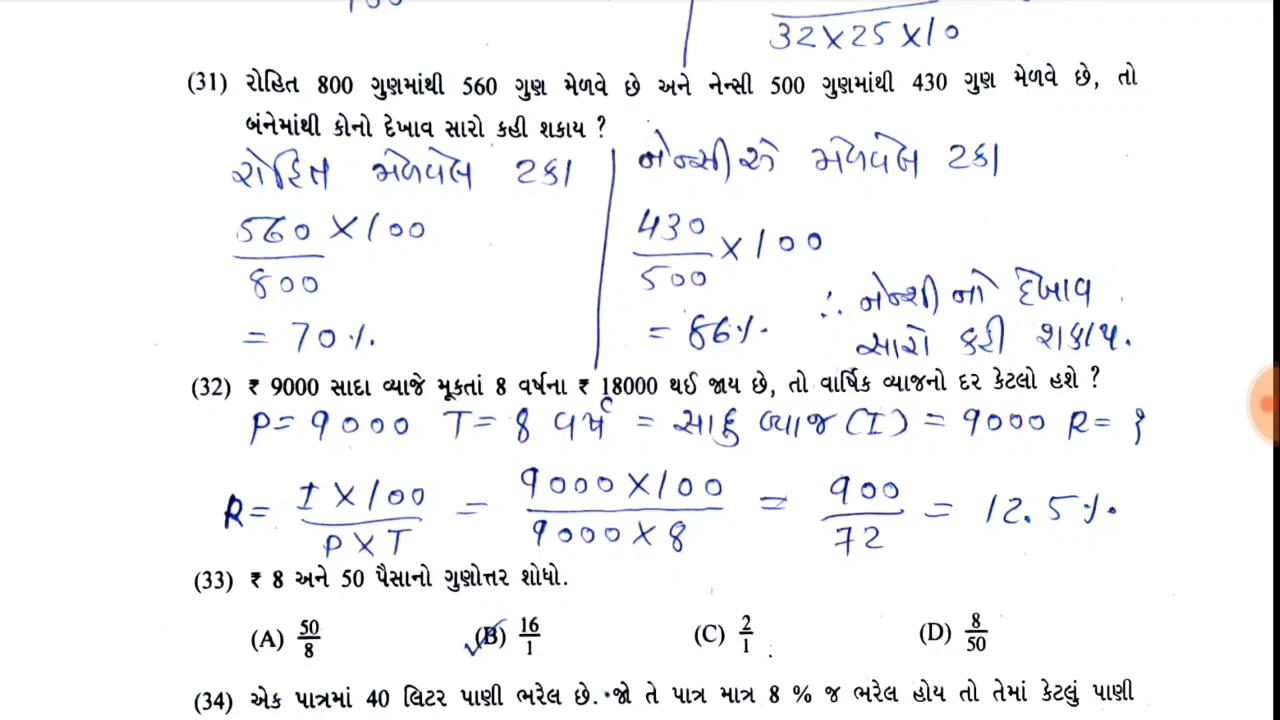 32×25×10
(31) રોહિત 800 ગુણમાંથી 560 ગુણ મેળવે છે અને નેન્સી 500 ગુણમાંથી 430 ગુણ મેળવે છે, તો
બંનેમાંથી કોનો દેખાવ સારો કહી શકાય ?
રોહિત મેળવેલ ટકા
560 × 100
800
= 70%
નેન્સીએ મેળવેલ ટકા
430 × 100
500
= 86%
∴ નેન્શી નો દેખાવ
સારો કહી શકાય.
(32) ₹ 9000 સાદા વ્યાજે મૂકતાં 8 વર્ષના ₹ 18000 થઈ જાય છે, તો વાર્ષિક વ્યાજનો દર કેટલો હશે ?
P = 9000 T = 8 વર્ષ = સાદુ વ્યાજ (I) = 9000 R = ?
R = I × 100 / P × T = 9000 × 100 / 9000 × 8 = 900 / 72 = 12.5%
(33) ₹ 8 અને 50 પૈસાનો ગુણોત્તર શોધો.
(A) 50/8 (B) 16/1 (C) 2/1 (D) 8/50
(34) એક પાત્રમાં 40 લિટર પાણી ભરેલ છે. જો તે પાત્ર માત્ર 8 % જ ભરેલ હોય તો તેમાં કેટલું પાણી